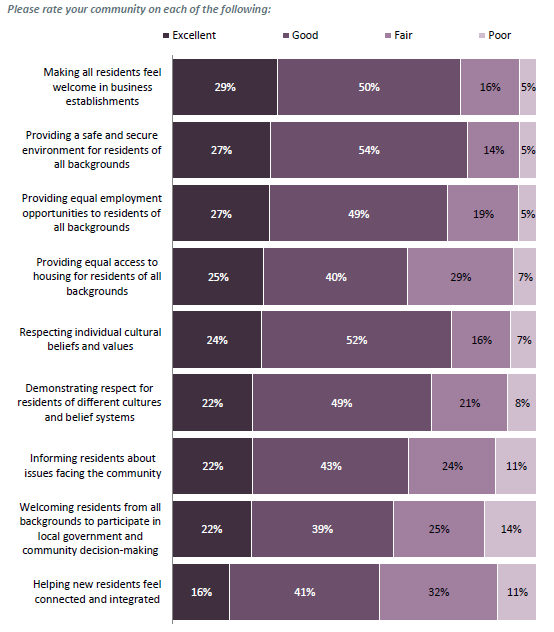 Please rate your community on each of the following:
Excellent Good Fair Poor
Making all residents feel
welcome in business
establishments
29% 50% 16% 5%
Providing a safe and secure
environment for residents of
all backgrounds
27% 54% 14% 5%
Providing equal employment
opportunities to residents of
all backgrounds
27% 49% 19% 5%
Providing equal access to
housing for residents of all
backgrounds
25% 40% 29% 7%
Respecting individual cultural
beliefs and values
24% 52% 16% 7%
Demonstrating respect for
residents of different cultures
and belief systems
22% 49% 21% 8%
Informing residents about
issues facing the community
22% 43% 24% 11%
Welcoming residents from all
backgrounds to participate in
local government and
community decision-making
22% 39% 25% 14%
Helping new residents feel
connected and integrated
16% 41% 32% 11%